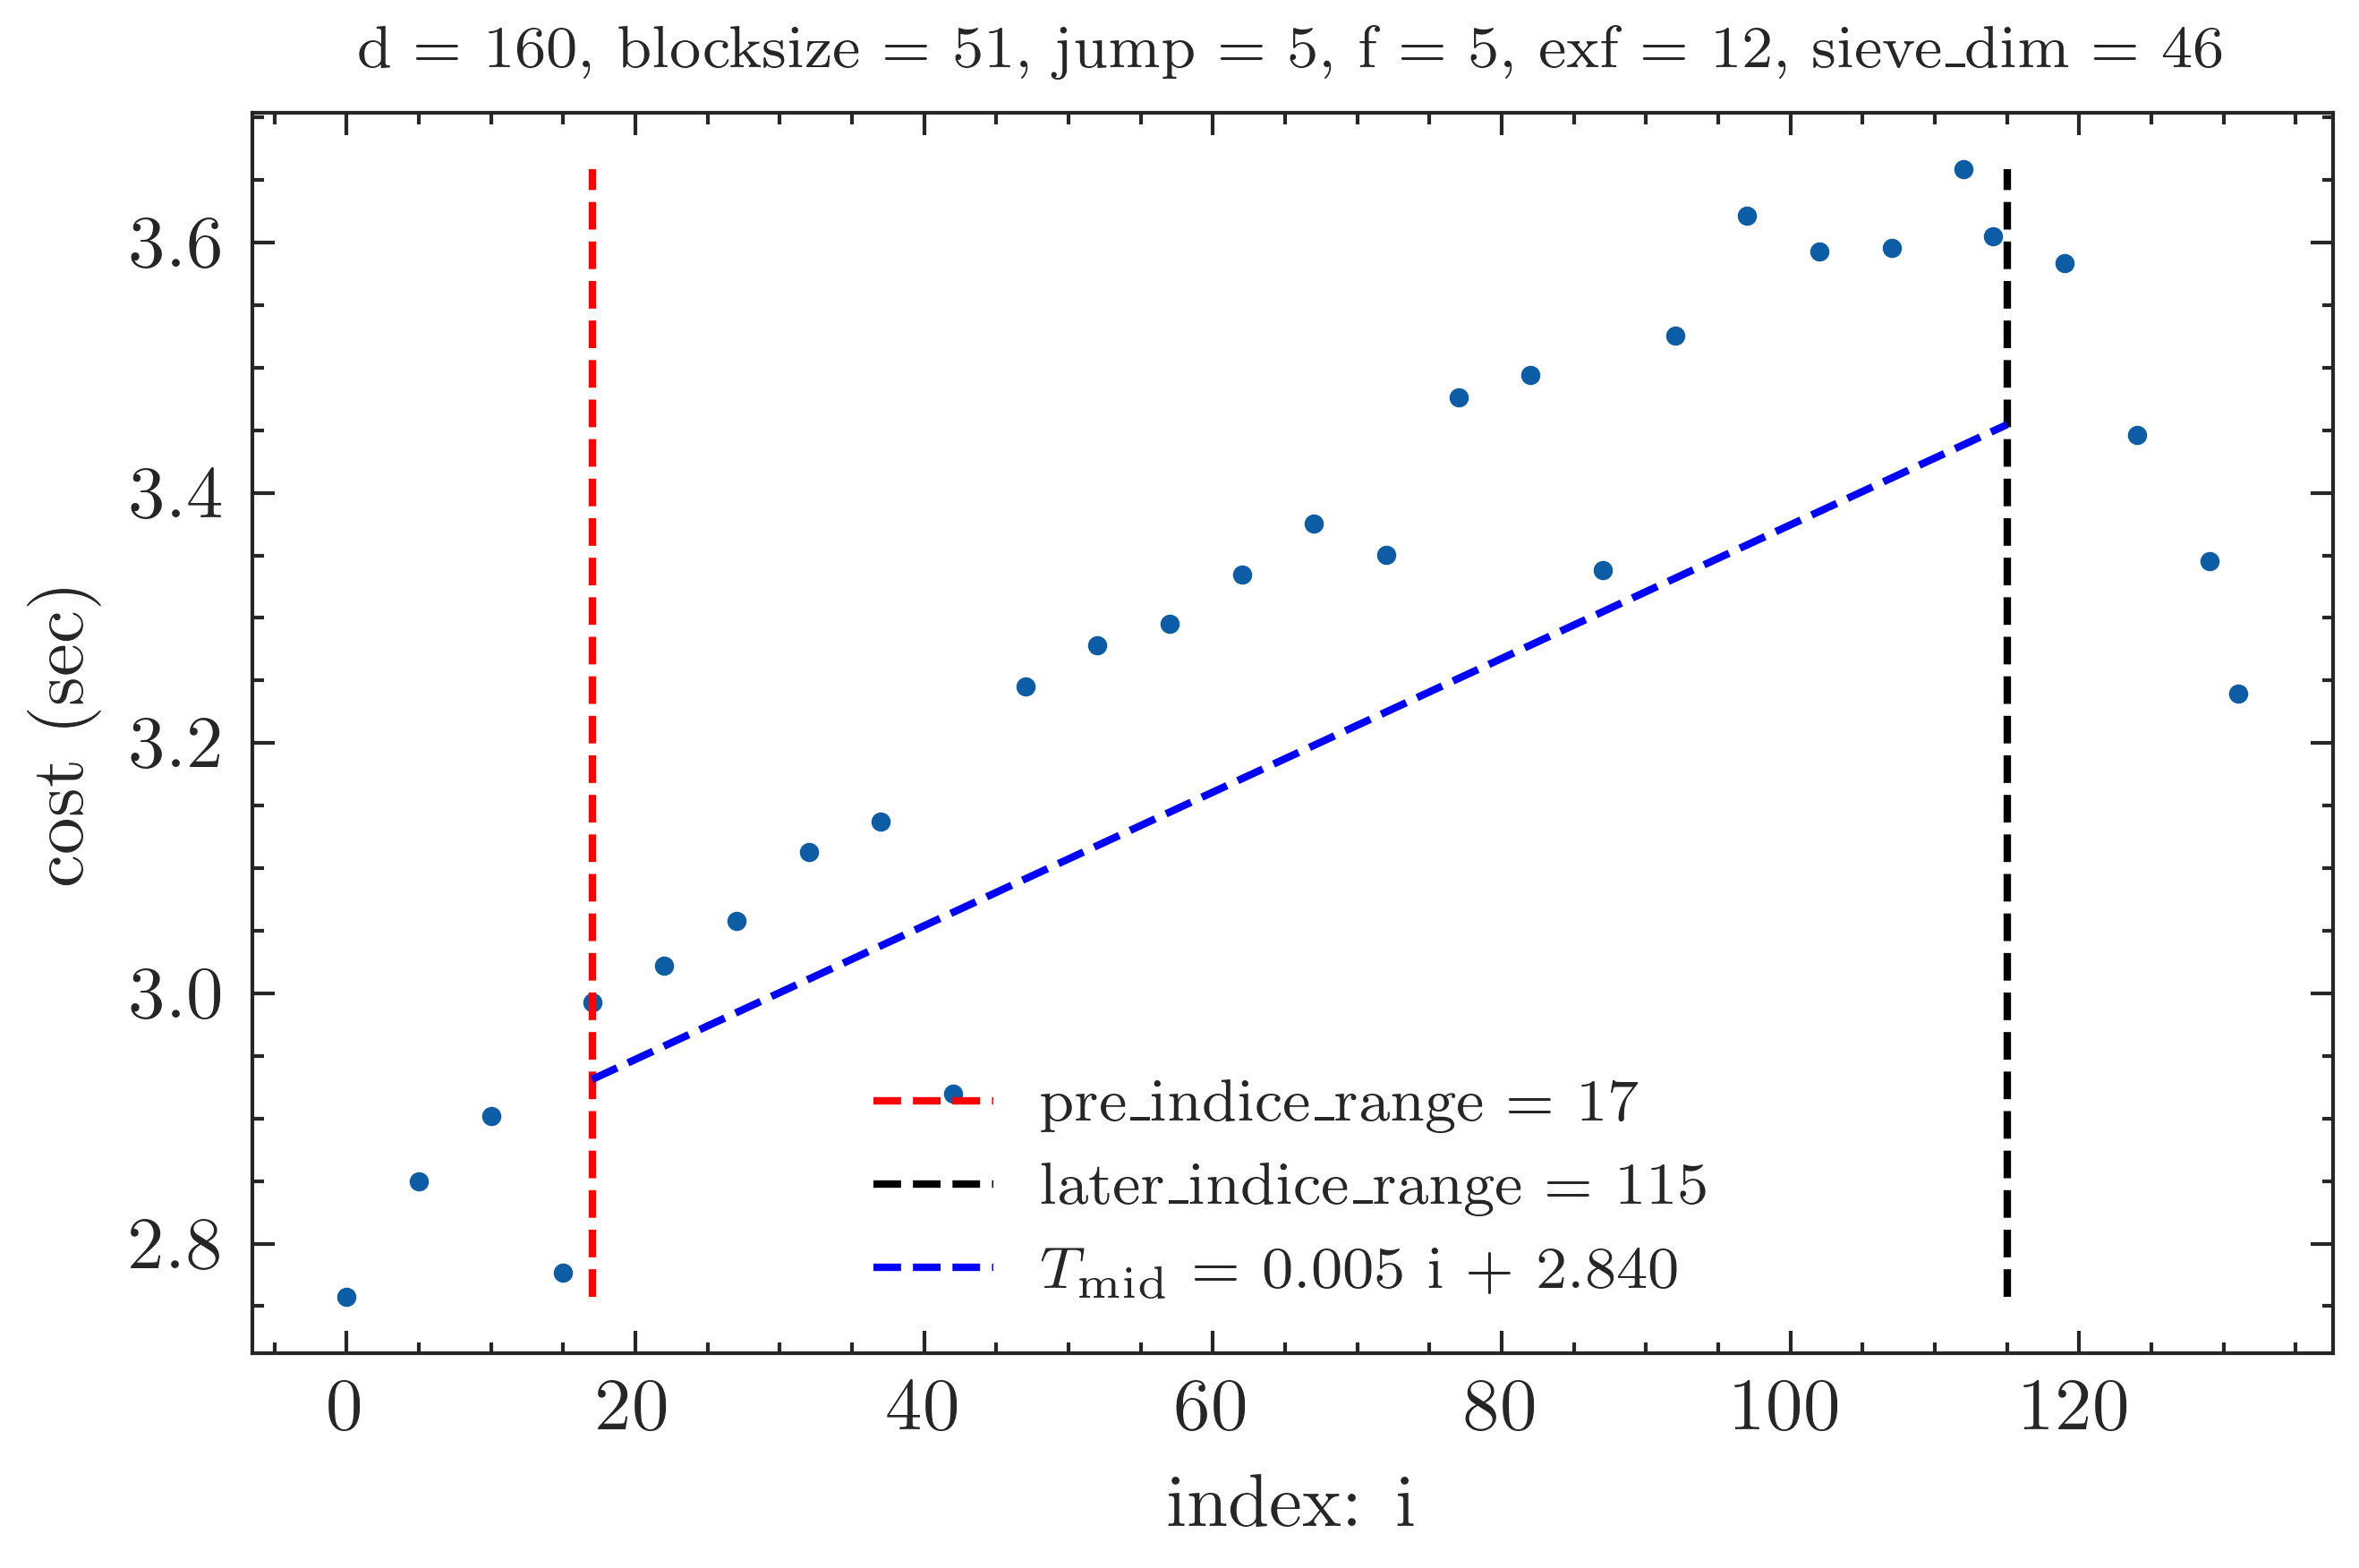 d = 160, blocksize = 51, jump = 5, f = 5, exf = 12, sieve_dim = 46
cost (sec)
3.6
3.4
3.2
3.0
2.8
pre_indice_range = 17
later_indice_range = 115
T_mid = 0.005 i + 2.840
0 20 40 60 80 100 120
index: i